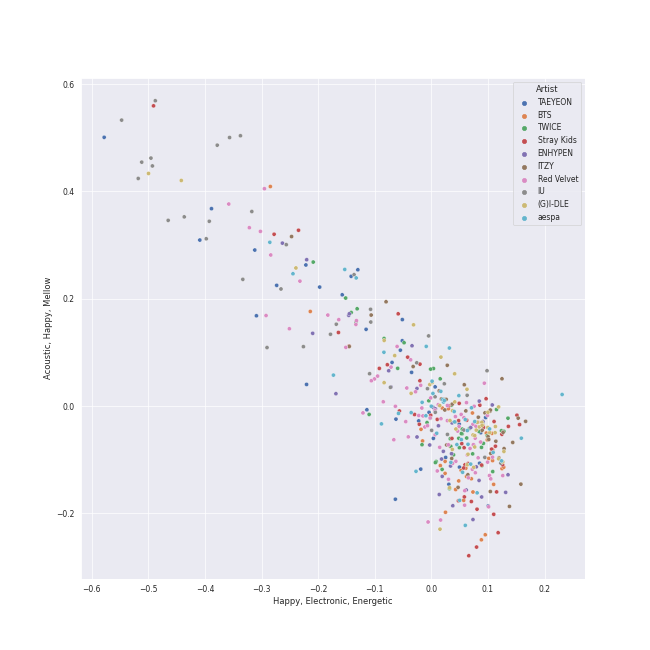 0.6
0.4
0.2
0.0
−0.2
−0.6
−0.5
−0.4
−0.3
−0.2
−0.1
0.0
0.1
0.2
Acoustic, Happy, Mellow
Happy, Electronic, Energetic
Artist
TAEYEON
BTS
TWICE
Stray Kids
ENHYPEN
ITZY
Red Velvet
IU
(G)I-DLE
aespa